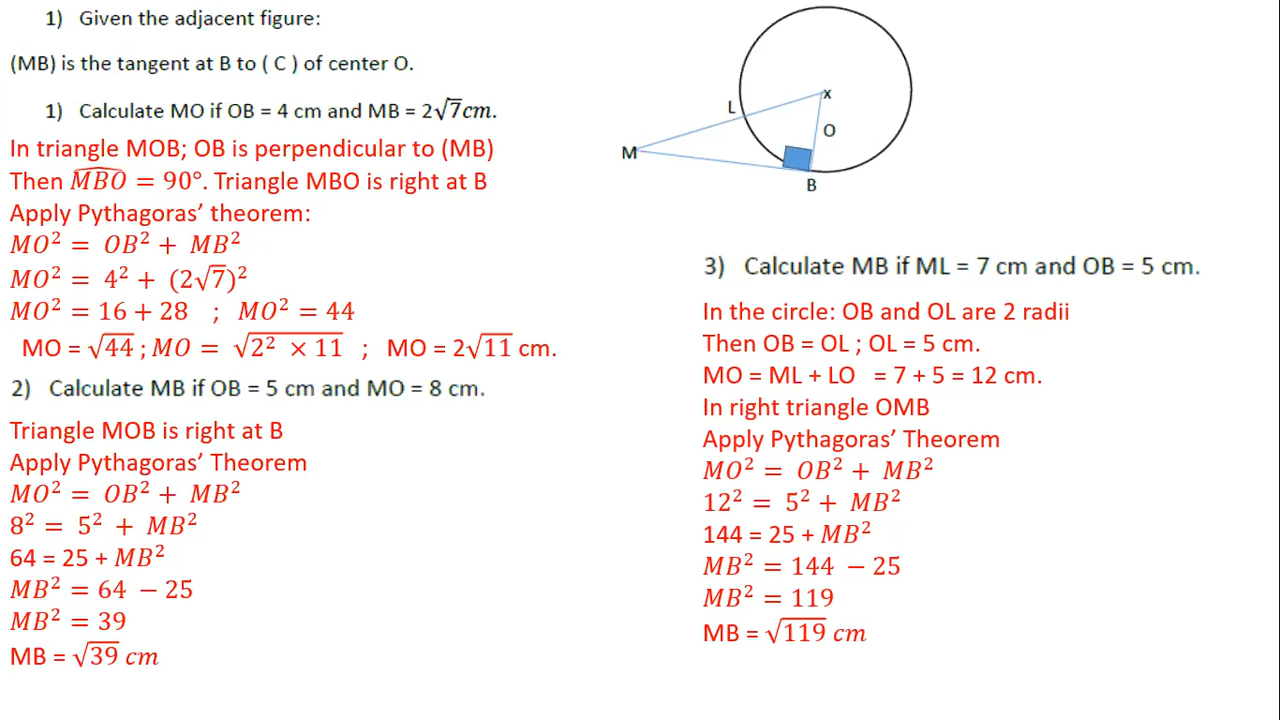 1) Given the adjacent figure:
(MB) is the tangent at B to ( C ) of center O.
1) Calculate MO if OB = 4 cm and MB = 2√7cm.
In triangle MOB; OB is perpendicular to (MB)
Then \widehat{MBO} = 90°. Triangle MBO is right at B
Apply Pythagoras’ theorem:
MO² = OB² + MB²
MO² = 4² + (2√7)²
MO² = 16 + 28 ; MO² = 44
MO = √44 ; MO = √(2² × 11) ; MO = 2√11 cm.
2) Calculate MB if OB = 5 cm and MO = 8 cm.
Triangle MOB is right at B
Apply Pythagoras’ Theorem
MO² = OB² + MB²
8² = 5² + MB²
64 = 25 + MB²
MB² = 64 − 25
MB² = 39
MB = √39 cm
x
L
O
M
B
3) Calculate MB if ML = 7 cm and OB = 5 cm.
In the circle: OB and OL are 2 radii
Then OB = OL ; OL = 5 cm.
MO = ML + LO = 7 + 5 = 12 cm.
In right triangle OMB
Apply Pythagoras’ Theorem
MO² = OB² + MB²
12² = 5² + MB²
144 = 25 + MB²
MB² = 144 − 25
MB² = 119
MB = √119 cm